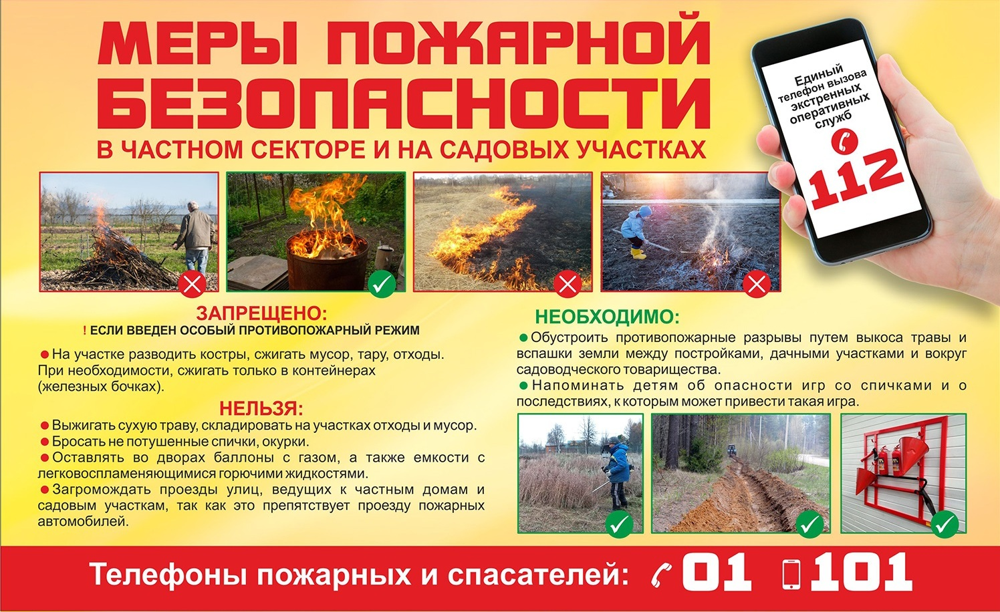 МЕРЫ ПОЖАРНОЙ
БЕЗОПАСНОСТИ
В ЧАСТНОМ СЕКТОРЕ И НА САДОВЫХ УЧАСТКАХ
Единый
телефон вызова
экстренных
оперативных
служб
112
ЗАПРЕЩЕНО:
! ЕСЛИ ВВЕДЕН ОСОБЫЙ ПРОТИВОПОЖАРНЫЙ РЕЖИМ
● На участке разводить костры, сжигать мусор, тару, отходы.
При необходимости, сжигать только в контейнерах
(железных бочках).
НЕЛЬЗЯ:
● Выжигать сухую траву, складировать на участках отходы и мусор.
● Бросать не потушенные спички, окурки.
● Оставлять во дворах баллоны с газом, а также емкости с
легковоспламеняющимися горючими жидкостями.
● Загромождать проезды улиц, ведущих к частным домам и
садовым участкам, так как это препятствует проезду пожарных
автомобилей.
НЕОБХОДИМО:
● Обустроить противопожарные разрывы путем выкоса травы и
вспашки земли между постройками, дачными участками и вокруг
садоводческого товарищества.
● Напоминать детям об опасности игр со спичками и о
последствиях, к которым может привести такая игра.
Телефоны пожарных и спасателей: 01 101